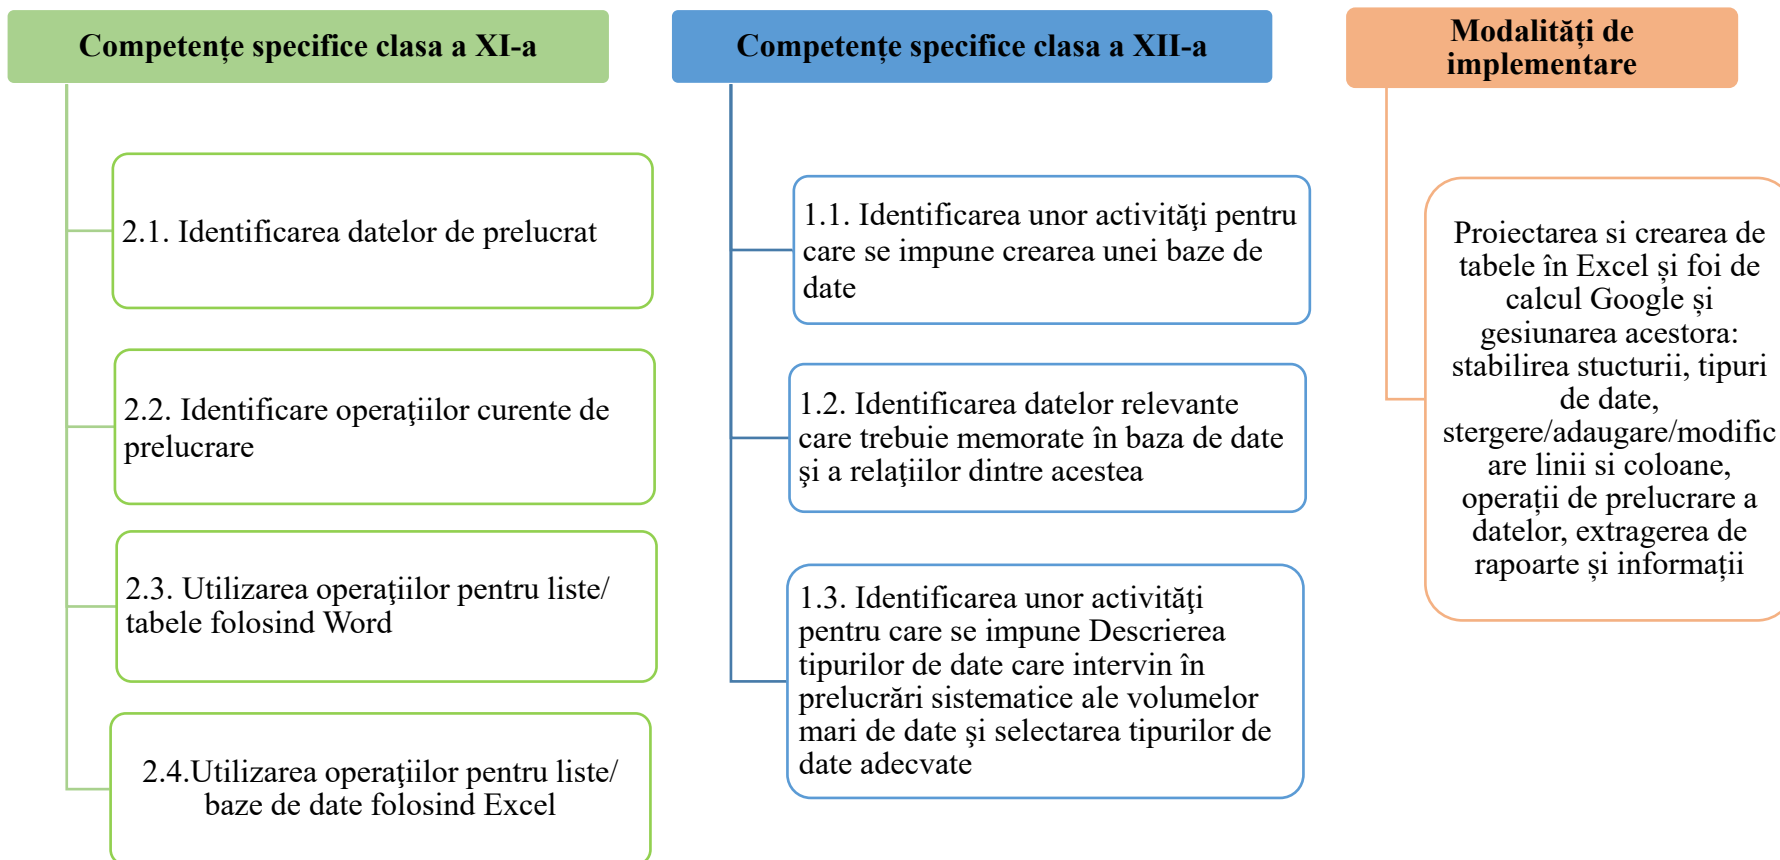 Competențe specifice clasa a XI-a
2.1. Identificarea datelor de prelucrat
2.2. Identificare operaţiilor curente de
prelucrare
2.3. Utilizarea operaţiilor pentru liste/
tabele folosind Word
2.4.Utilizarea operaţiilor pentru liste/
baze de date folosind Excel
Competențe specifice clasa a XII-a
1.1. Identificarea unor activităţi pentru
care se impune crearea unei baze de
date
1.2. Identificarea datelor relevante
care trebuie memorate în baza de date
şi a relaţiilor dintre acestea
1.3. Identificarea unor activităţi
pentru care se impune Descrierea
tipurilor de date care intervin în
prelucrări sistematice ale volumelor
mari de date şi selectarea tipurilor de
date adecvate
Modalități de
implementare
Proiectarea si crearea de
tabele în Excel și foi de
calcul Google și
gesiunarea acestora:
stabilirea stucturii, tipuri
de date,
stergere/adaugare/modific
are linii si coloane,
operații de prelucrare a
datelor, extragerea de
rapoarte și informații